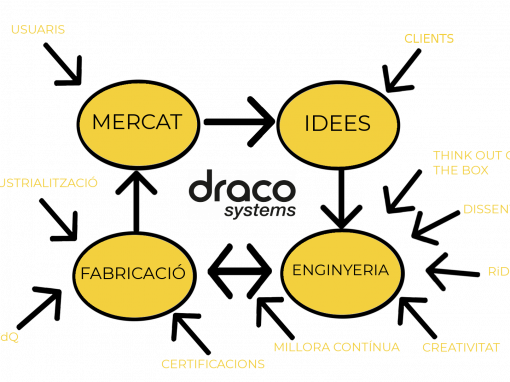 USUARIS
CLIENTS
MERCAT
IDEES
THINK OUT O
THE BOX
USTRIALITZACIÓ
draco
systems
DISSEN
FABRICACIÓ
ENGINYERIA
RiD
dQ
MILLORA CONTÍNUA
CREATIVITAT
CERTIFICACIONS